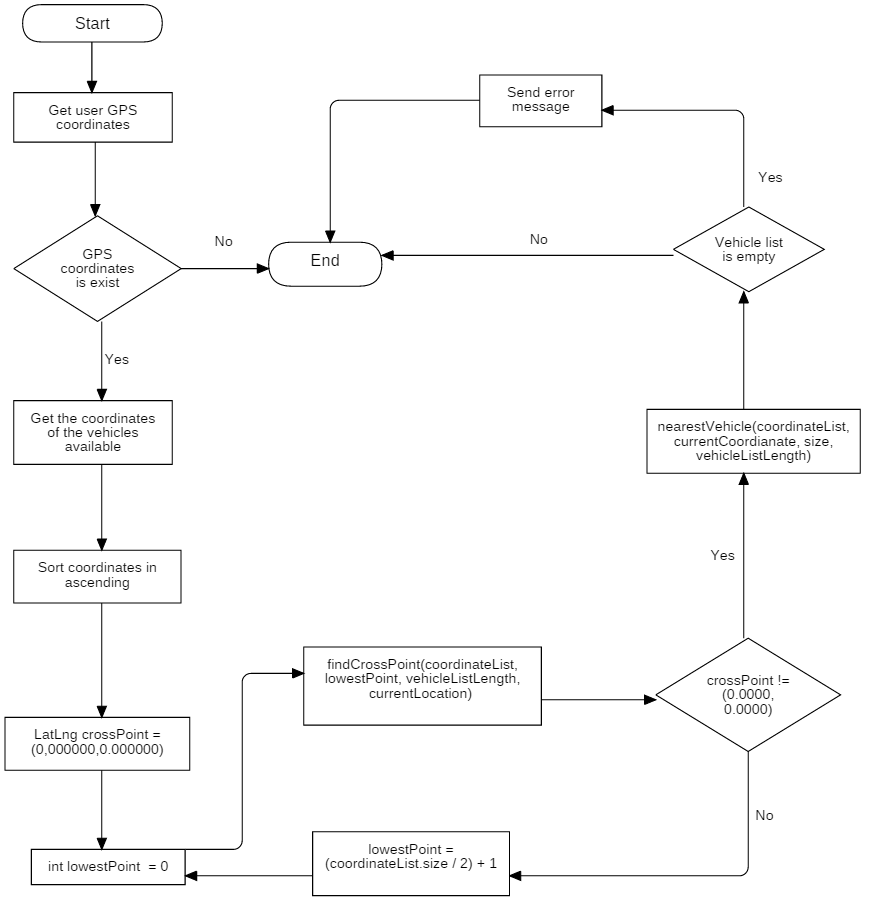 Start
Get user GPS
coordinates
GPS
coordinates
is exist
No
End
Yes
Get the coordinates
of the vehicles
available
Sort coordinates in
ascending
LatLng crossPoint =
(0,000000,0.000000)
int lowestPoint = 0
findCrossPoint(coordinateList,
lowestPoint, vehicleListLength,
currentLocation)
crossPoint !=
(0.0000,
0.0000)
No
lowestPoint =
(coordinateList.size / 2) + 1
Yes
nearestVehicle(coordinateList,
currentCoordianate, size,
vehicleListLength)
Vehicle list
is empty
No
Yes
Send error
message